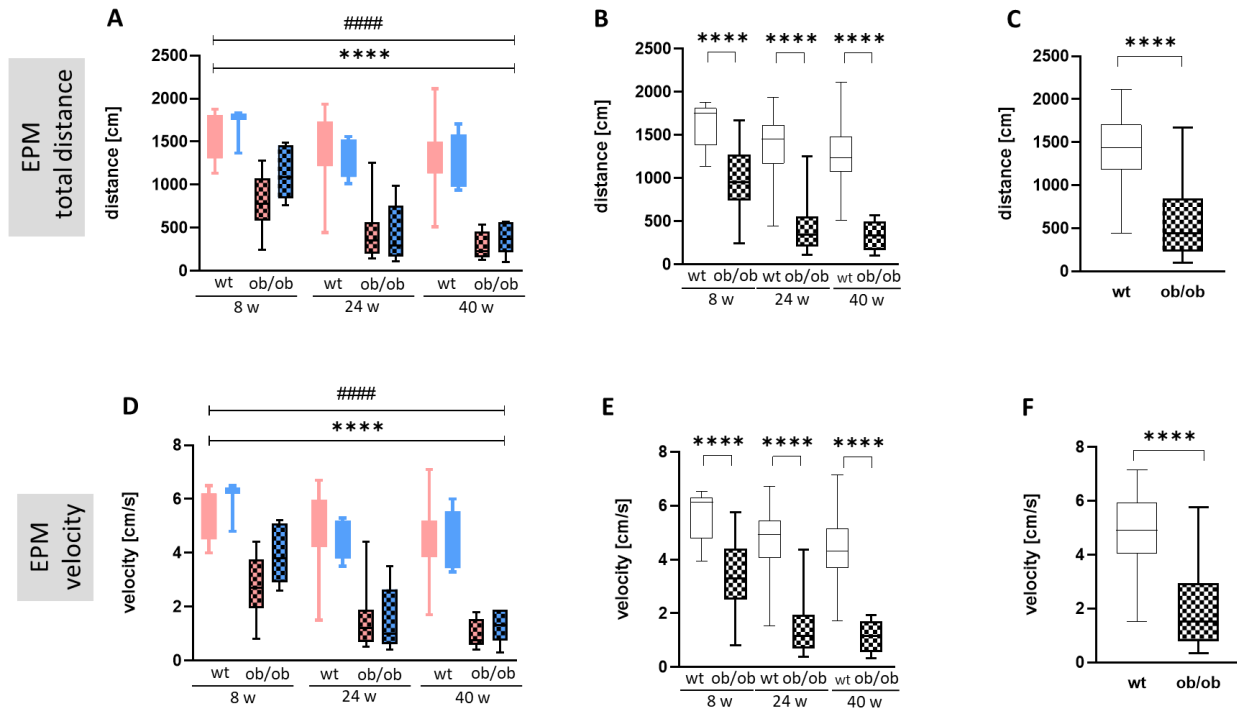 A
####
****
EPM
total distance
distance [cm]
2500
2000
1500
1000
500
0
wt ob/ob wt ob/ob wt ob/ob
8 w 24 w 40 w
B
**** **** ****
distance [cm]
2500
2000
1500
1000
500
0
wt ob/ob wt ob/ob wt ob/ob
8 w 24 w 40 w
C
****
distance [cm]
2500
2000
1500
1000
500
0
wt ob/ob
D
####
****
EPM
velocity
velocity [cm/s]
8
6
4
2
0
wt ob/ob wt ob/ob wt ob/ob
8 w 24 w 40 w
E
**** **** ****
velocity [cm/s]
8
6
4
2
0
wt ob/ob wt ob/ob wt ob/ob
8 w 24 w 40 w
F
****
velocity [cm/s]
8
6
4
2
0
wt ob/ob